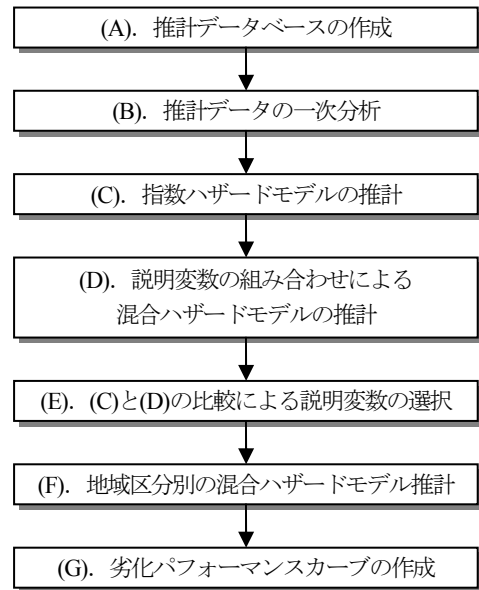 (A). 推計データベースの作成
(B). 推計データの一次分析
(C). 指数ハザードモデルの推計
(D). 説明変数の組み合わせによる
混合ハザードモデルの推計
(E). (C)と(D)の比較による説明変数の選択
(F). 地域区分別の混合ハザードモデル推計
(G). 劣化パフォーマンスカーブの作成